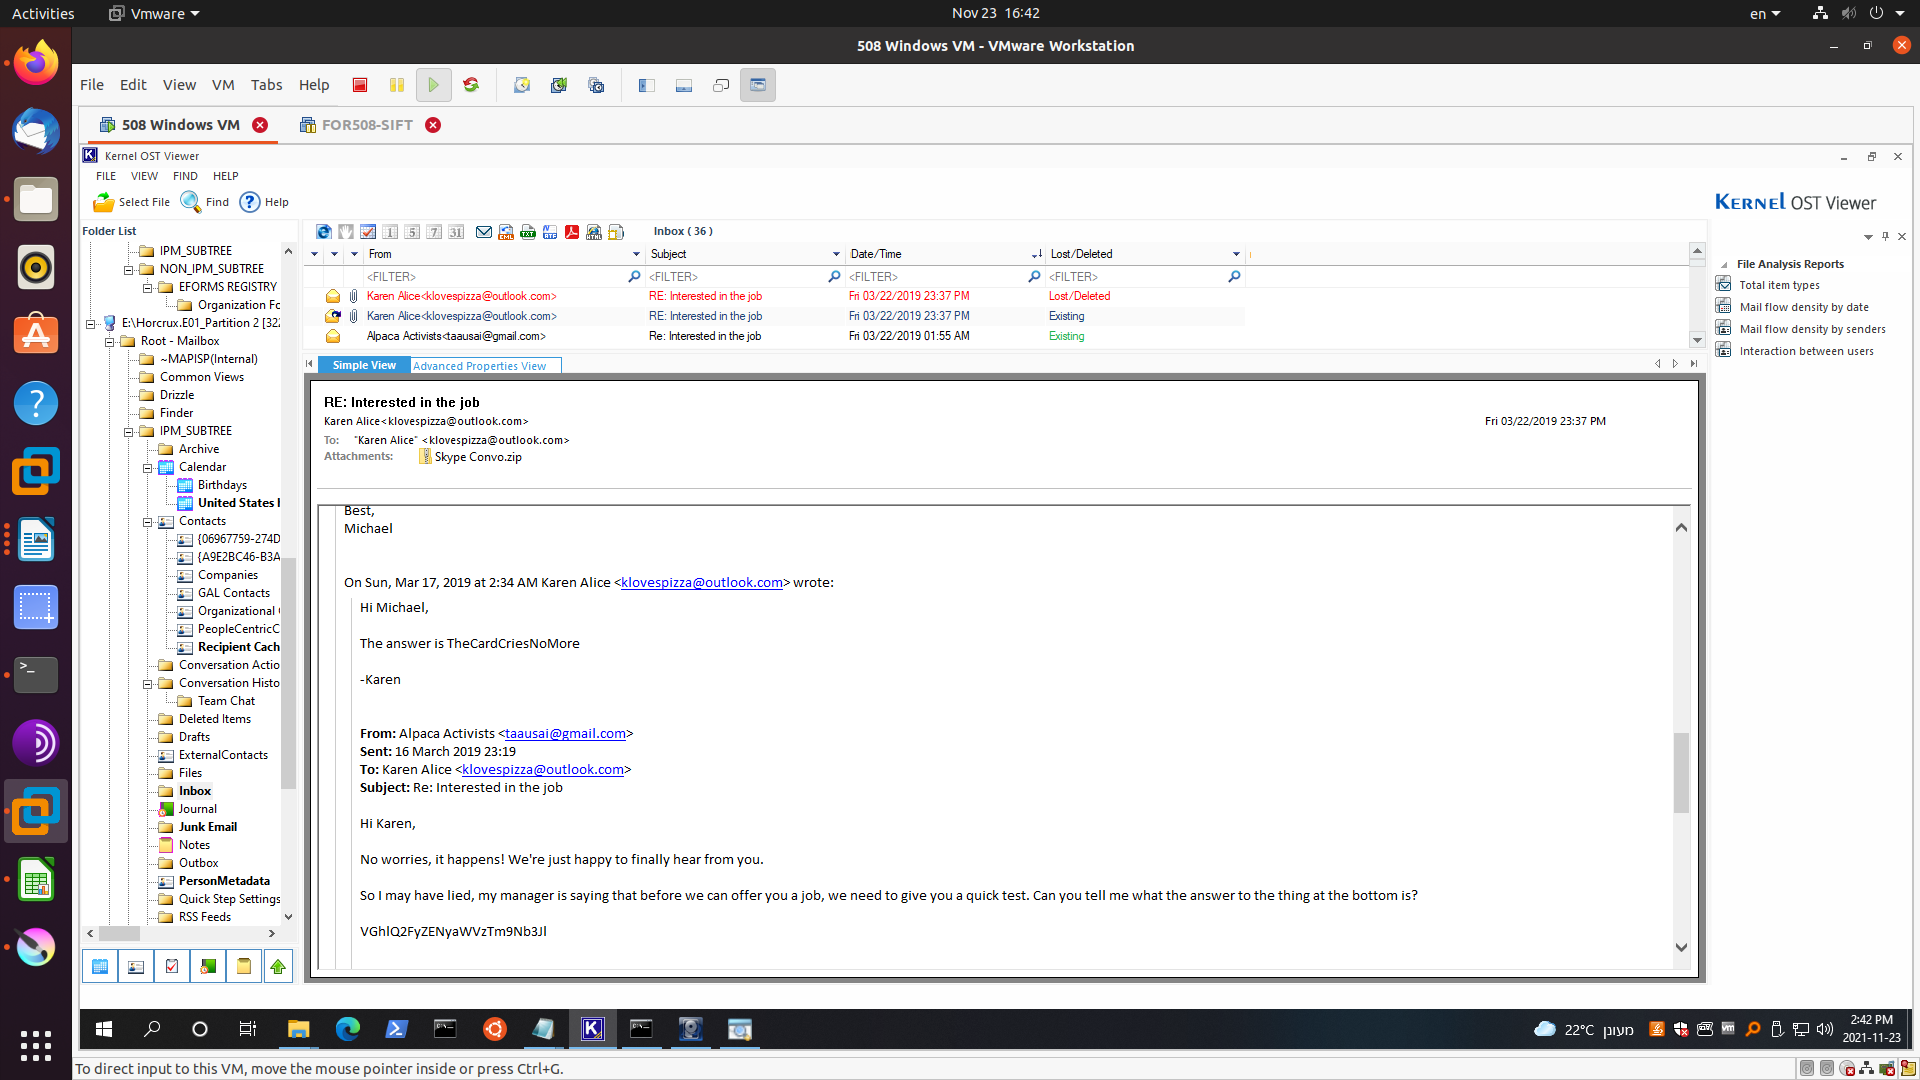 Activities
Vmware
Nov 23 16:42
en
508 Windows VM - VMware Workstation
File Edit View VM Tabs Help
508 Windows VM
FOR508-SIFT
Kernel OST Viewer
FILE VIEW FIND HELP
Select File Find Help
KERNEL OST Viewer
Folder List
IPM_SUBTREE
NON_IPM_SUBTREE
EFORMS REGISTRY
Organization Fo
E:\Horcrux.E01_Partition 2 [322
Root - Mailbox
~MAPISP(Internal)
Common Views
Drizzle
Finder
IPM_SUBTREE
Archive
Calendar
Birthdays
United States
Contacts
{06967759-274D
{A9E2BC46-B3A
Companies
GAL Contacts
Organizational
PeopleCentricC
Recipient Cach
Conversation Actio
Conversation Histo
Team Chat
Deleted Items
Drafts
ExternalContacts
Files
Inbox
Journal
Junk Email
Notes
Outbox
PersonMetadata
Quick Step Settings
RSS Feeds
Inbox ( 36 )
From Subject Date/Time Lost/Deleted
<FILTER> <FILTER> <FILTER> <FILTER>
Karen Alice<klovespizza@outlook.com> RE: Interested in the job Fri 03/22/2019 23:37 PM Lost/Deleted
Karen Alice<klovespizza@outlook.com> RE: Interested in the job Fri 03/22/2019 23:37 PM Existing
Alpaca Activists<taausai@gmail.com> Re: Interested in the job Fri 03/22/2019 01:55 AM Existing
Simple View Advanced Properties View
RE: Interested in the job
Karen Alice<klovespizza@outlook.com> Fri 03/22/2019 23:37 PM
To: "Karen Alice" <klovespizza@outlook.com>
Attachments: Skype Convo.zip
Best,
Michael
On Sun, Mar 17, 2019 at 2:34 AM Karen Alice <klovespizza@outlook.com> wrote:
Hi Michael,
The answer is TheCardCriesNoMore
-Karen
From: Alpaca Activists <taausai@gmail.com>
Sent: 16 March 2019 23:19
To: Karen Alice <klovespizza@outlook.com>
Subject: Re: Interested in the job
Hi Karen,
No worries, it happens! We're just happy to finally hear from you.
So I may have lied, my manager is saying that before we can offer you a job, we need to give you a quick test. Can you tell me what the answer to the thing at the bottom is?
VGhlQ2FyZENyaWVzTm9Nb3Jl
File Analysis Reports
Total item types
Mail flow density by date
Mail flow density by senders
Interaction between users
22°C מעונן
2:42 PM
2021-11-23
To direct input to this VM, move the mouse pointer inside or press Ctrl+G.